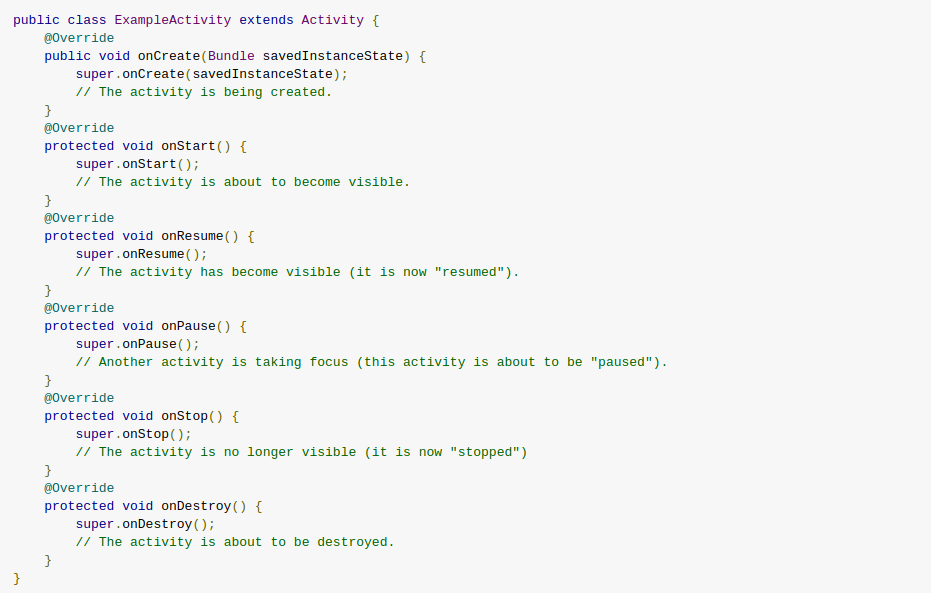 public class ExampleActivity extends Activity {
    @Override
    public void onCreate(Bundle savedInstanceState) {
        super.onCreate(savedInstanceState);
        // The activity is being created.
    }
    @Override
    protected void onStart() {
        super.onStart();
        // The activity is about to become visible.
    }
    @Override
    protected void onResume() {
        super.onResume();
        // The activity has become visible (it is now "resumed").
    }
    @Override
    protected void onPause() {
        super.onPause();
        // Another activity is taking focus (this activity is about to be "paused").
    }
    @Override
    protected void onStop() {
        super.onStop();
        // The activity is no longer visible (it is now "stopped")
    }
    @Override
    protected void onDestroy() {
        super.onDestroy();
        // The activity is about to be destroyed.
    }
}